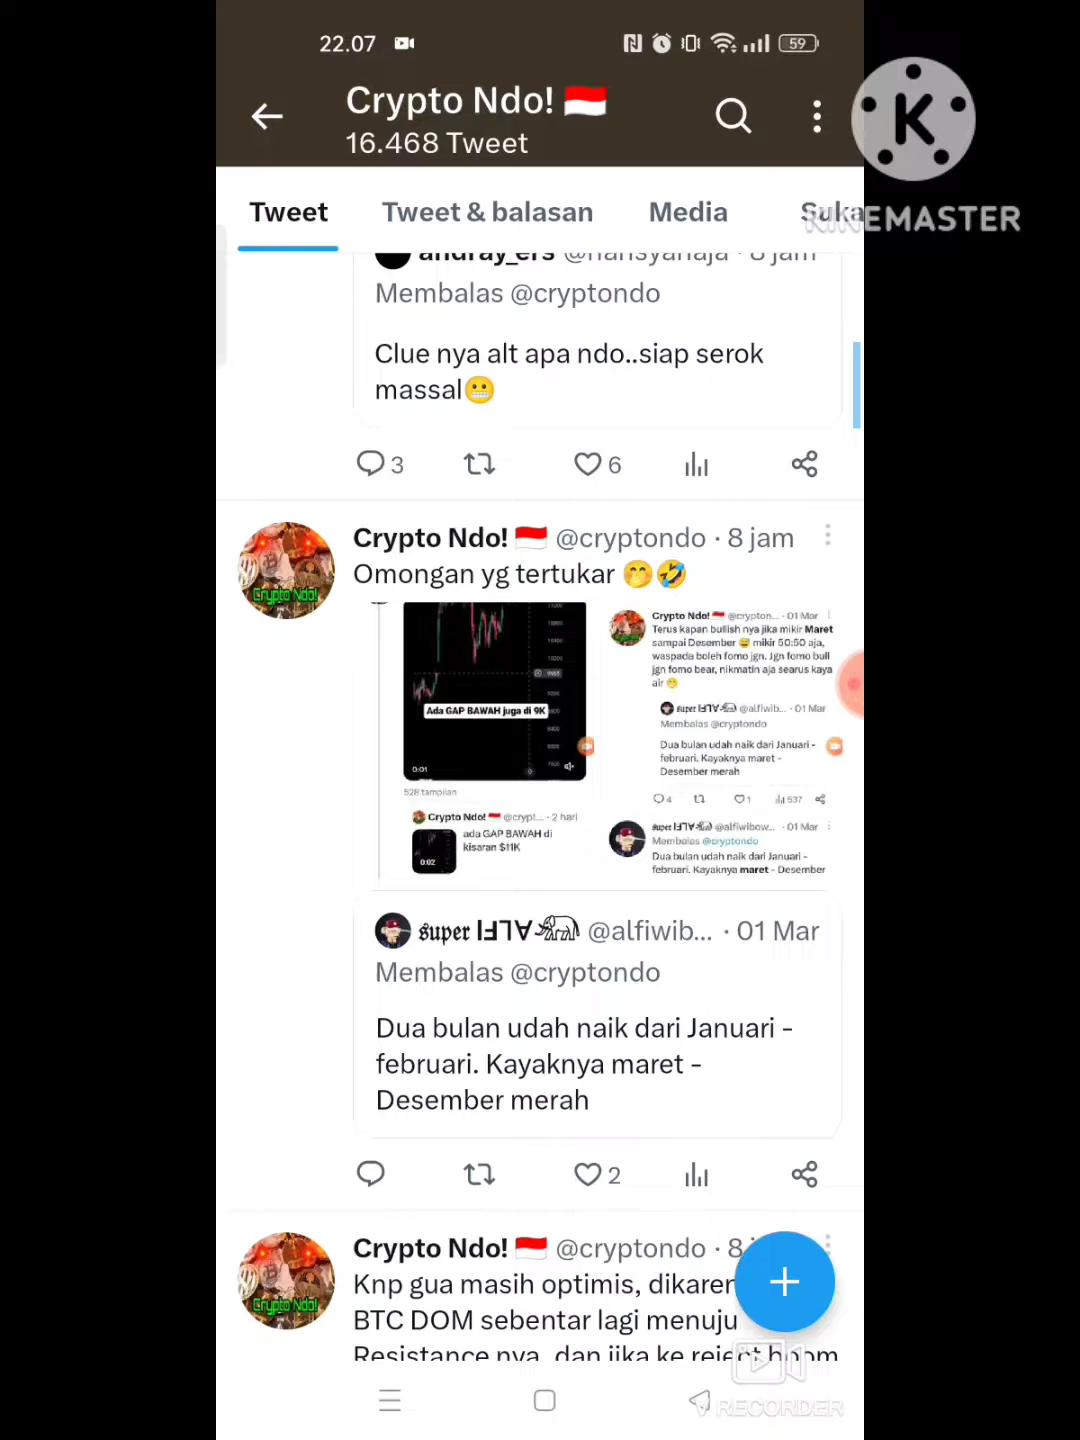 22.07
59
Crypto Ndo! 🇮🇩
16.468 Tweet
K
KINEMASTER
Tweet
Tweet & balasan
Media
Suka
andray_ers @hansyahaja · 8 jam
Membalas @cryptondo
Clue nya alt apa ndo..siap serok
massal😬
3
6
Crypto Ndo! 🇮🇩 @cryptondo · 8 jam
Omongan yg tertukar 🤭🤣
Ada GAP BAWAH juga di 9K
0:01
528 tampilan
Crypto Ndo! 🇮🇩 @crypt... · 2 hari
ada GAP BAWAH di
kisaran $11K
0:02
Crypto Ndo! 🇮🇩 @crypton... · 01 Mar
Terus kapan bullish nya jika mikir Maret
sampai Desember 😅 mikir 50:50 aja,
waspada boleh fomo jgn. Jgn fomo bull
jgn fomo bear, nikmatin aja searus kaya
air 😁
super @alfiwib... · 01 Mar
Membalas @cryptondo
Dua bulan udah naik dari Januari -
februari. Kayaknya maret -
Desember merah
4
1
537
super @alfiwibow... · 01 Mar
Membalas @cryptondo
Dua bulan udah naik dari Januari -
februari. Kayaknya maret - Desember
super @alfiwib... · 01 Mar
Membalas @cryptondo
Dua bulan udah naik dari Januari -
februari. Kayaknya maret -
Desember merah
2
Crypto Ndo! 🇮🇩 @cryptondo · 8
Crypto Ndo!
Knp gua masih optimis, dikaren
BTC DOM sebentar lagi menuju
Resistance nya, dan jika ke reject boom
RECORDER